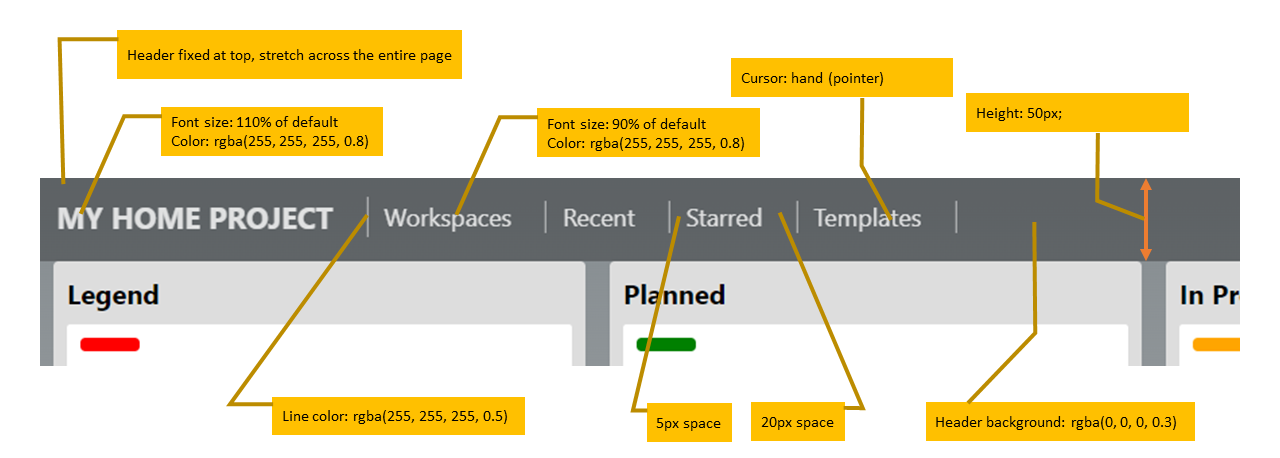 Header fixed at top, stretch across the entire page
Cursor: hand (pointer)
Font size: 110% of default
Color: rgba(255, 255, 255, 0.8)
Font size: 90% of default
Color: rgba(255, 255, 255, 0.8)
Height: 50px;
MY HOME PROJECT
Workspaces
Recent
Starred
Templates
Legend
Planned
In Pr
Line color: rgba(255, 255, 255, 0.5)
5px space
20px space
Header background: rgba(0, 0, 0, 0.3)